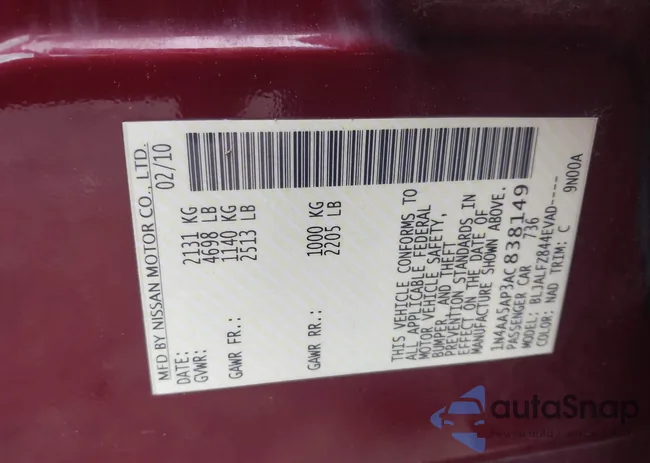 MFD BY NISSAN MOTOR CO., LTD.
DATE: 02/10
GVWR: 2131 KG
4698 LB
GAWR FR: 1140 KG
2513 LB
GAWR RR: 1000 KG
2205 LB
THIS VEHICLE CONFORMS TO
ALL APPLICABLE FEDERAL
MOTOR VEHICLE SAFETY,
BUMPER, AND THEFT
PREVENTION STANDARDS IN
EFFECT ON THE DATE OF
MANUFACTURE SHOWN ABOVE.
1N4AA5AP3AC838149
PASSENGER CAR 736
MODEL: BLJALFZ844EVAD----
COLOR: NAD TRIM: C 9N00A
autaSnap